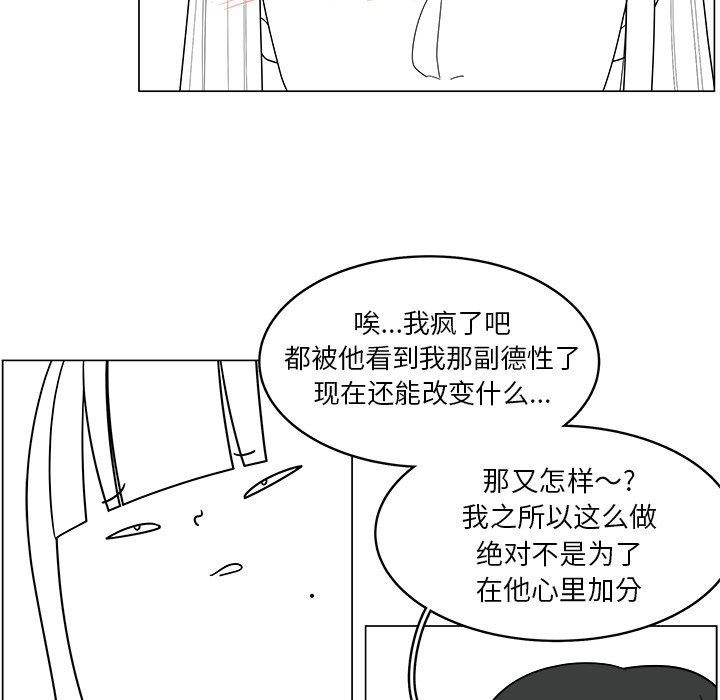 唉...我疯了吧
都被他看到我那副德性了
现在还能改变什么...
那又怎样～?
我之所以这么做
绝对不是为了
在他心里加分